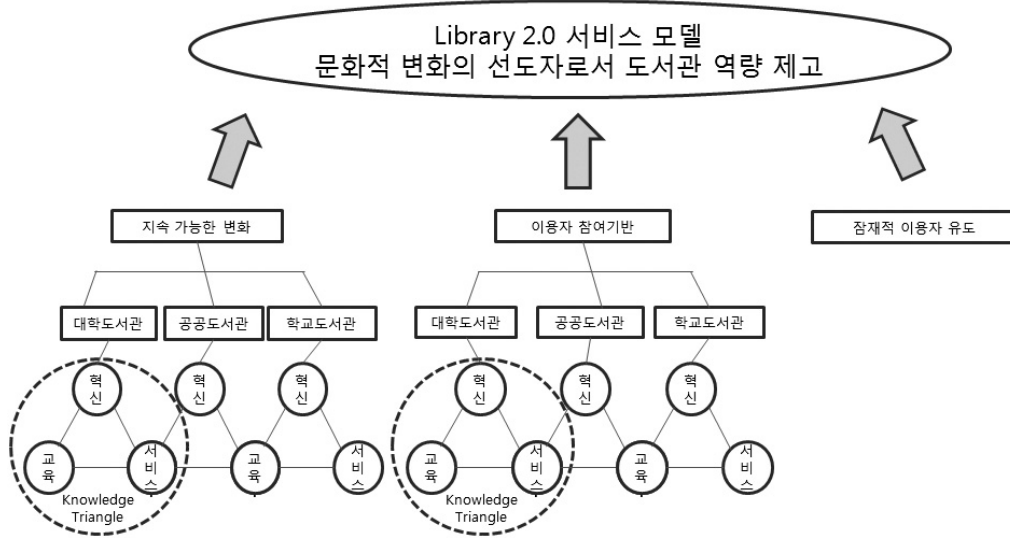 Library 2.0 서비스 모델
문화적 변화의 선도자로서 도서관 역량 제고
지속 가능한 변화
이용자 참여기반
잠재적 이용자 유도
대학도서관
공공도서관
학교도서관
대학도서관
공공도서관
학교도서관
혁신
혁신
혁신
혁신
혁신
혁신
교육
서비스
교육
서비스
교육
서비스
교육
서비스
Knowledge
Triangle
Knowledge
Triangle